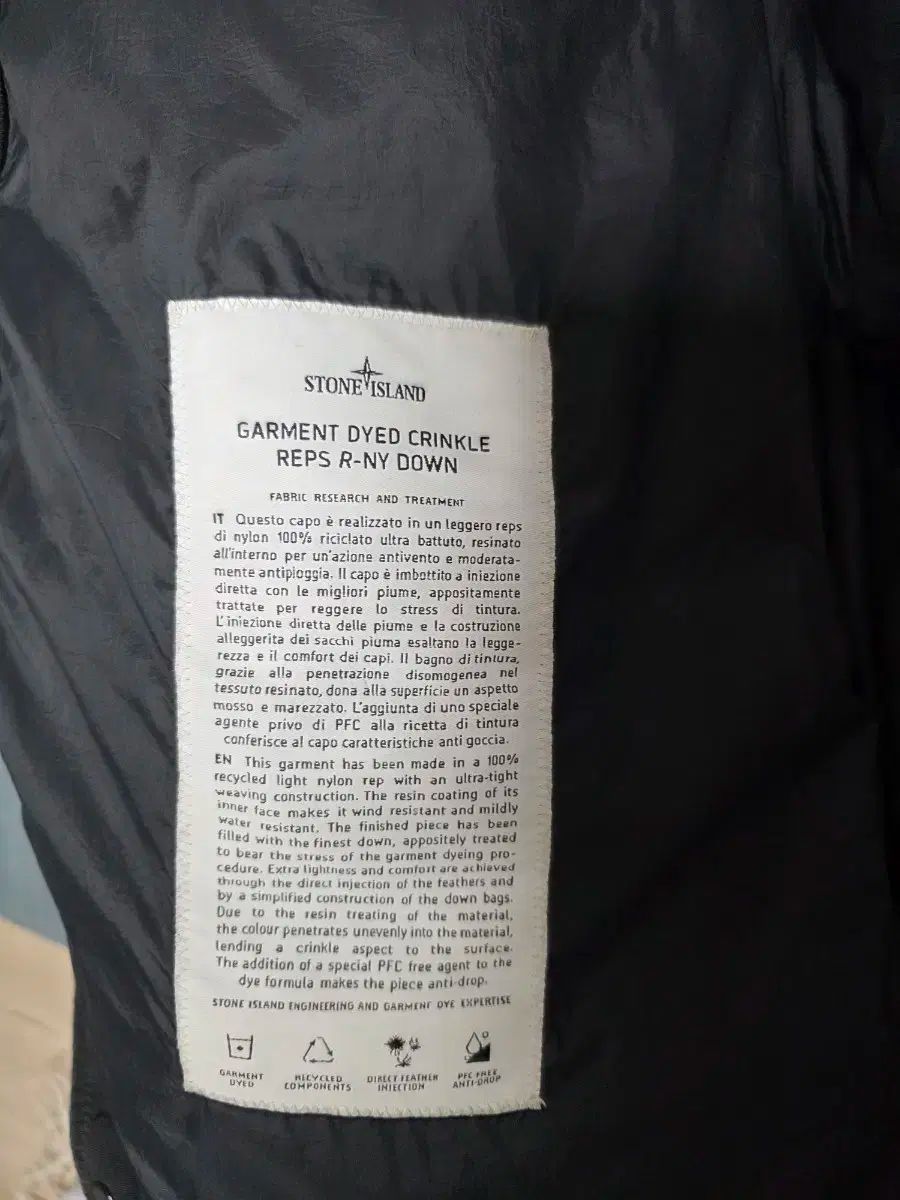 STONE ISLAND
GARMENT DYED CRINKLE
REPS R-NY DOWN
FABRIC RESEARCH AND TREATMENT
IT Questo capo è realizzato in un leggero reps
di nylon 100% riciclato ultra battuto, resinato
all'interno per un'azione antivento e moderata-
mente antipioggia. Il capo è imbottito a iniezione
diretta con le migliori piume, appositamente
trattate per reggere lo stress di tintura.
L'iniezione diretta delle piume e la costruzione
alleggerita dei sacchi piuma esaltano la legge-
rezza e il comfort dei capi. Il bagno di tintura,
grazie alla penetrazione disomogenea nel
tessuto resinato, dona alla superficie un aspetto
mosso e marezzato. L'aggiunta di uno speciale
agente privo di PFC alla ricetta di tintura
conferisce al capo caratteristiche anti goccia.
EN This garment has been made in a 100%
recycled light nylon rep with an ultra-tight
weaving construction. The resin coating of its
inner face makes it wind resistant and mildly
water resistant. The finished piece has been
filled with the finest down, appositely treated
to bear the stress of the garment dyeing pro-
cedure. Extra lightness and comfort are achieved
through the direct injection of the feathers and
by a simplified construction of the down bags.
Due to the resin treating of the material,
the colour penetrates unevenly into the material,
lending a crinkle aspect to the surface.
The addition of a special PFC free agent to the
dye formula makes the piece anti-drop.
STONE ISLAND ENGINEERING AND GARMENT DYE EXPERTISE
GARMENT DYED
RECYCLED COMPONENTS
DIRECT FEATHER INJECTION
PFC FREE ANTI-DROP